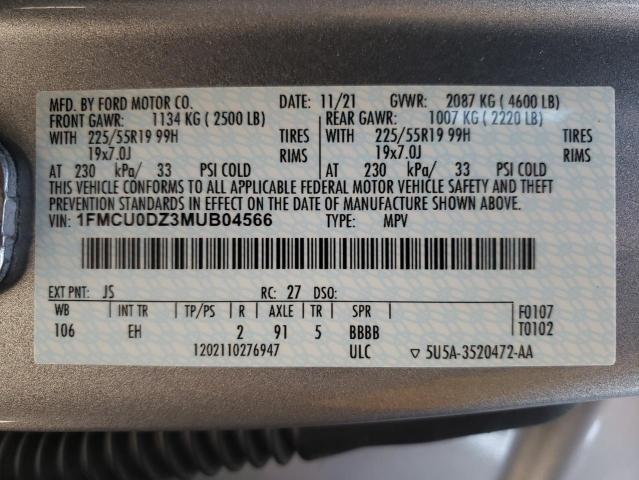 MFD. BY FORD MOTOR CO. DATE: 11/21 GVWR: 2087 KG ( 4600 LB)
FRONT GAWR: 1134 KG ( 2500 LB) REAR GAWR: 1007 KG ( 2220 LB)
WITH 225/55R19 99H TIRES WITH 225/55R19 99H TIRES
19x7.0J RIMS 19x7.0J RIMS
AT 230 kPa/ 33 PSI COLD AT 230 kPa/ 33 PSI COLD
THIS VEHICLE CONFORMS TO ALL APPLICABLE FEDERAL MOTOR VEHICLE SAFETY AND THEFT
PREVENTION STANDARDS IN EFFECT ON THE DATE OF MANUFACTURE SHOWN ABOVE.
VIN: 1FMCU0DZ3MUB04566 TYPE: MPV
EXT PNT: JS RC: 27 DSO:
WB INT TR TP/PS R AXLE TR SPR F0107
106 EH 2 91 5 BBBB T0102
1202110276947 ULC ▽ 5U5A-3520472-AA